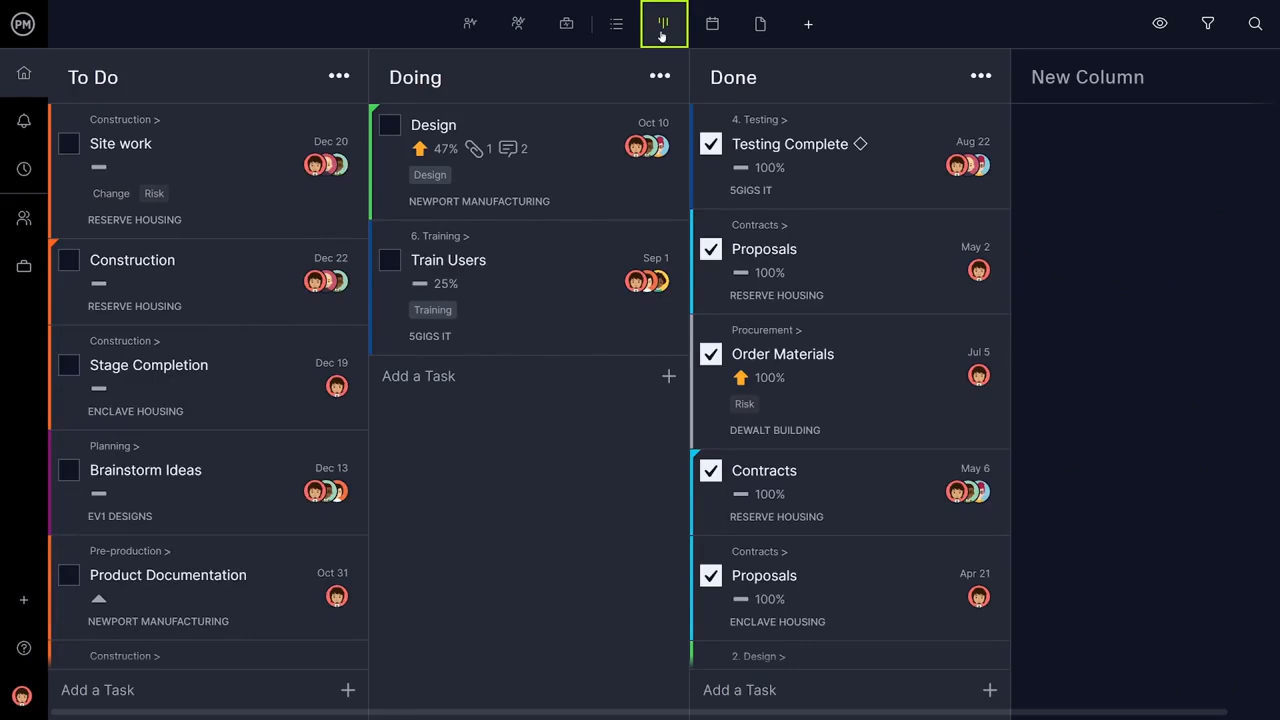 PM
To Do
Construction >
Site work
Dec 20
Change Risk
RESERVE HOUSING
Construction
Dec 22
RESERVE HOUSING
Construction >
Stage Completion
Dec 19
ENCLAVE HOUSING
Planning >
Brainstorm Ideas
Dec 13
EV1 DESIGNS
Pre-production >
Product Documentation
Oct 31
NEWPORT MANUFACTURING
Construction >
Add a Task
Doing
Design
Oct 10
47% 1 2
Design
NEWPORT MANUFACTURING
6. Training >
Train Users
Sep 1
25%
Training
5GIGS IT
Add a Task
Done
4. Testing >
Testing Complete
Aug 22
100%
5GIGS IT
Contracts >
Proposals
May 2
100%
RESERVE HOUSING
Procurement >
Order Materials
Jul 5
100%
Risk
DEWALT BUILDING
Contracts
May 6
100%
RESERVE HOUSING
Contracts >
Proposals
Apr 21
100%
ENCLAVE HOUSING
2. Design >
Add a Task
New Column